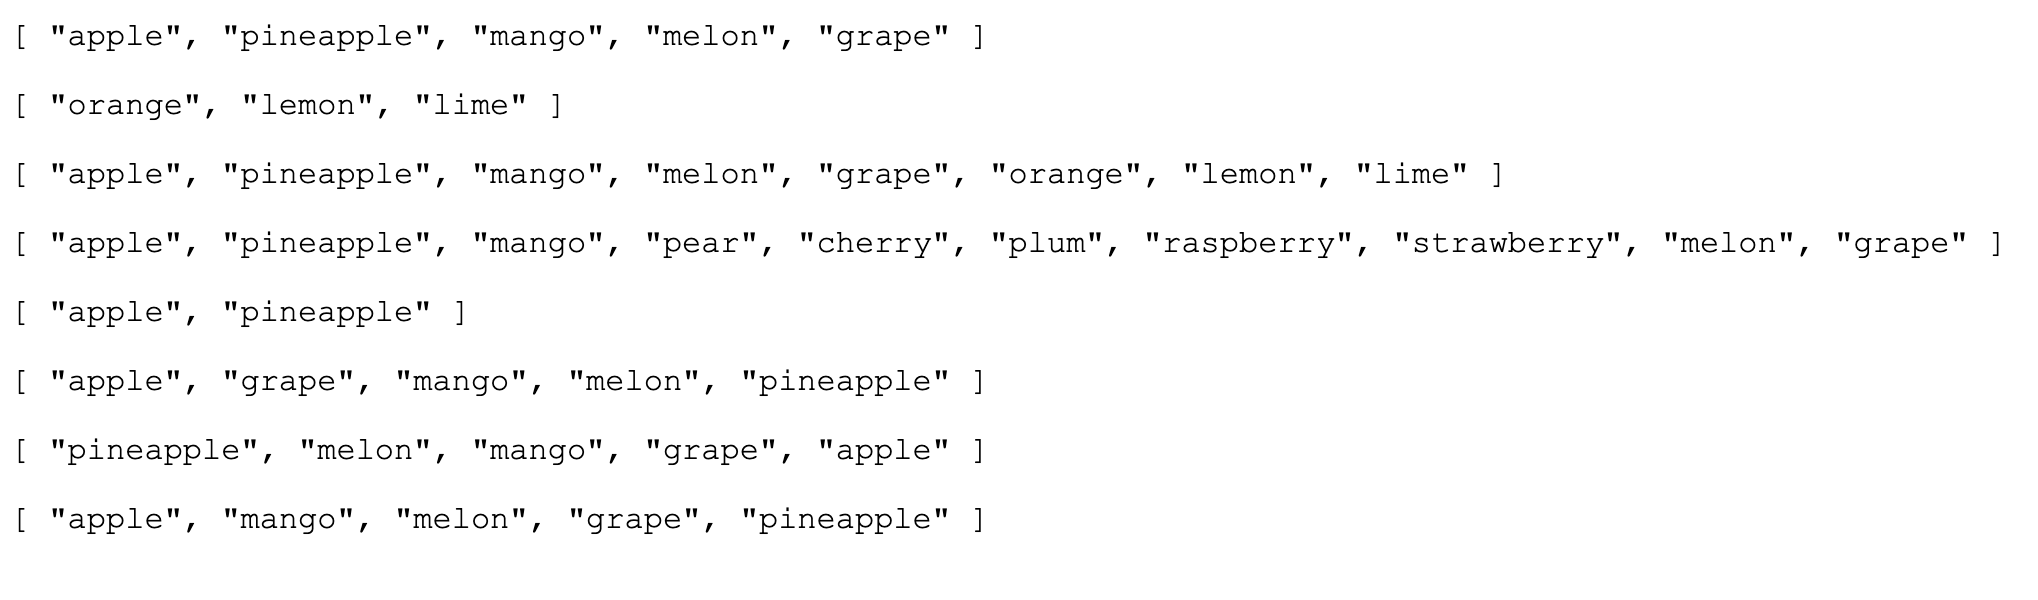 [ "apple", "pineapple", "mango", "melon", "grape" ]
[ "orange", "lemon", "lime" ]
[ "apple", "pineapple", "mango", "melon", "grape", "orange", "lemon", "lime" ]
[ "apple", "pineapple", "mango", "pear", "cherry", "plum", "raspberry", "strawberry", "melon", "grape" ]
[ "apple", "pineapple" ]
[ "apple", "grape", "mango", "melon", "pineapple" ]
[ "pineapple", "melon", "mango", "grape", "apple" ]
[ "apple", "mango", "melon", "grape", "pineapple" ]